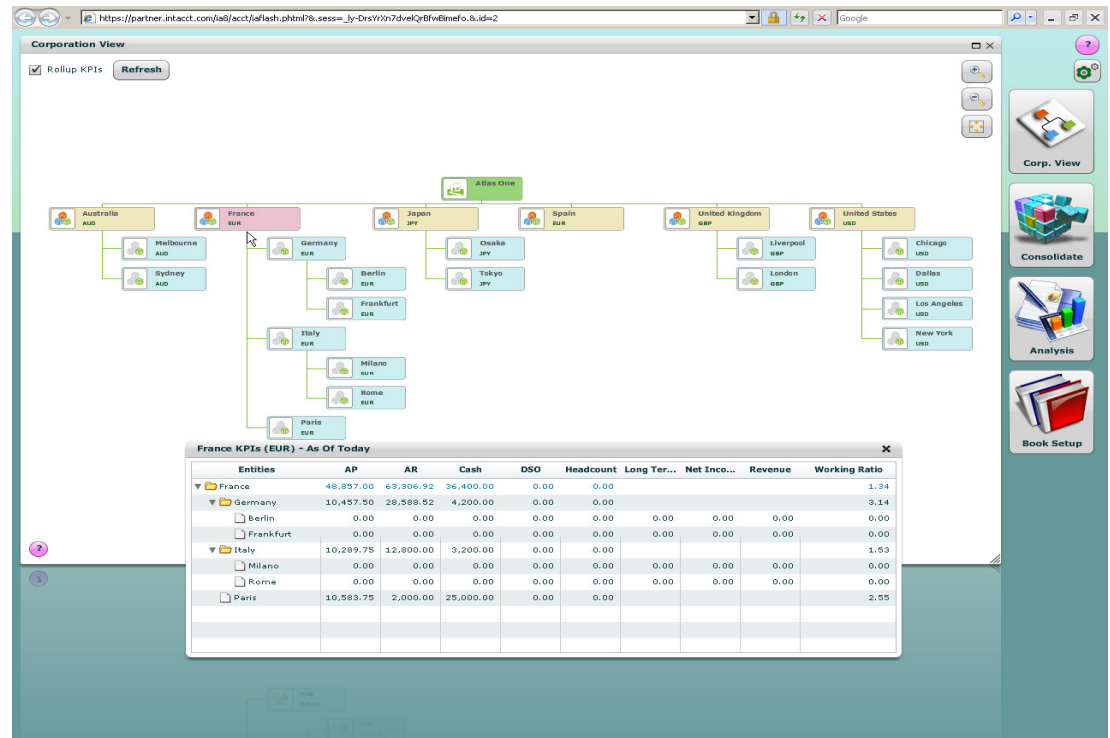 https://partner.intacct.com/ia8/acct/iaflash.phtml?&.sess=_ly-DrsYrXn7dvelQrBfwBimefo.&.id=2
Google
Corporation View
Rollup KPIs Refresh
Corp. View
Consolidate
Analysis
Book Setup
Atlas One
Australia France Japan Spain United Kingdom United States
AUD EUR JPY EUR GBP USD
Melbourne Germany Osaka Liverpool Chicago
AUD EUR JPY GBP USD
Sydney Berlin Tokyo London Dallas
AUD EUR JPY GBP USD
Frankfurt Los Angeles
EUR USD
Italy New York
EUR USD
Milano
EUR
Rome
EUR
Paris
EUR
France KPIs (EUR) - As Of Today
Entities AP AR Cash DSO Headcount Long Ter... Net Inco... Revenue Working Ratio
France 48,857.00 63,306.92 36,400.00 0.00 0.00 1.34
Germany 10,457.50 28,588.52 4,200.00 0.00 0.00 3.14
Berlin 0.00 0.00 0.00 0.00 0.00 0.00 0.00 0.00 0.00
Frankfurt 0.00 0.00 0.00 0.00 0.00 0.00 0.00 0.00 0.00
Italy 10,289.75 12,800.00 3,200.00 0.00 0.00 1.53
Milano 0.00 0.00 0.00 0.00 0.00 0.00 0.00 0.00 0.00
Rome 0.00 0.00 0.00 0.00 0.00 0.00 0.00 0.00 0.00
Paris 10,583.75 2,000.00 25,000.00 0.00 0.00 2.55